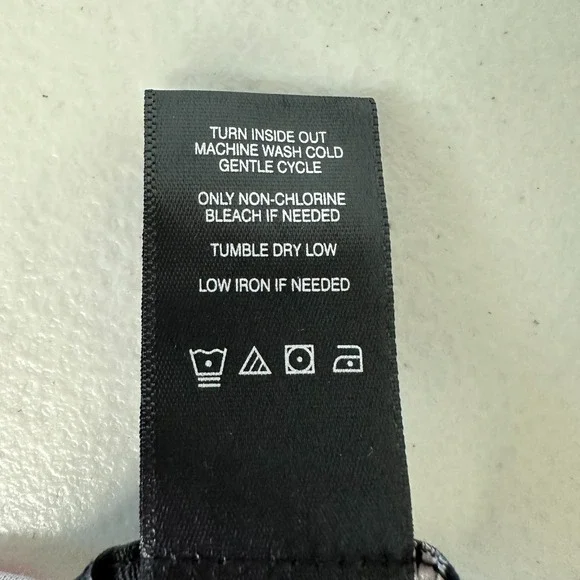 TURN INSIDE OUT
MACHINE WASH COLD
GENTLE CYCLE
ONLY NON-CHLORINE
BLEACH IF NEEDED
TUMBLE DRY LOW
LOW IRON IF NEEDED